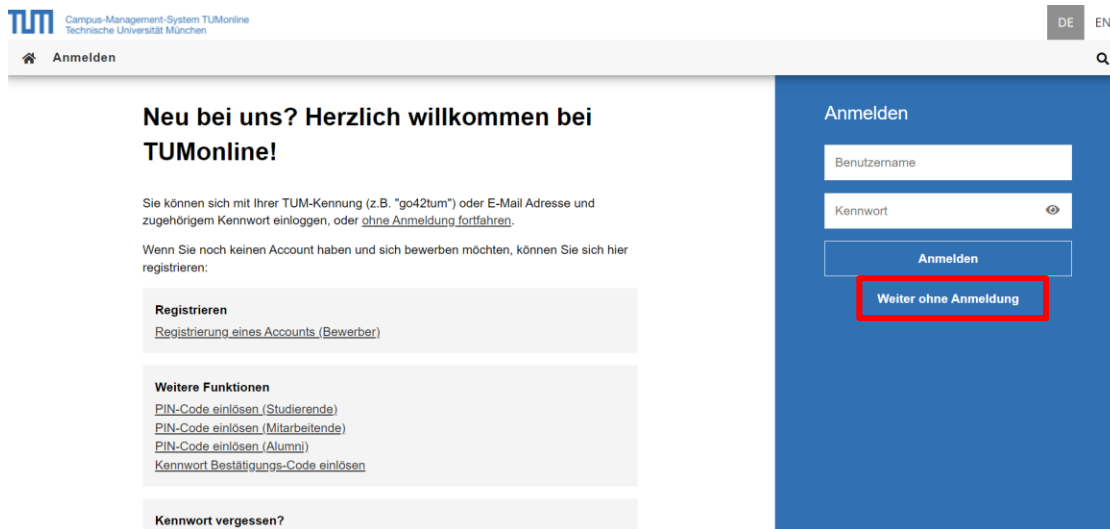 TUM
Campus-Management-System TUMonline
Technische Universität München
DE EN
Anmelden
Neu bei uns? Herzlich willkommen bei
TUMonline!
Sie können sich mit Ihrer TUM-Kennung (z.B. "go42tum") oder E-Mail Adresse und
zugehörigem Kennwort einloggen, oder ohne Anmeldung fortfahren.
Wenn Sie noch keinen Account haben und sich bewerben möchten, können Sie sich hier
registrieren:
Registrieren
Registrierung eines Accounts (Bewerber)
Weitere Funktionen
PIN-Code einlösen (Studierende)
PIN-Code einlösen (Mitarbeitende)
PIN-Code einlösen (Alumni)
Kennwort Bestätigungs-Code einlösen
Kennwort vergessen?
Anmelden
Benutzername
Kennwort
Anmelden
Weiter ohne Anmeldung